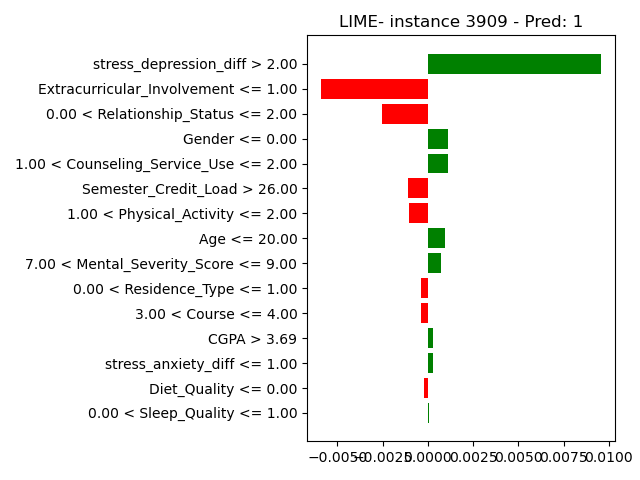 LIME- instance 3909 - Pred: 1
stress_depression_diff > 2.00
Extracurricular_Involvement <= 1.00
0.00 < Relationship_Status <= 2.00
Gender <= 0.00
1.00 < Counseling_Service_Use <= 2.00
Semester_Credit_Load > 26.00
1.00 < Physical_Activity <= 2.00
Age <= 20.00
7.00 < Mental_Severity_Score <= 9.00
0.00 < Residence_Type <= 1.00
3.00 < Course <= 4.00
CGPA > 3.69
stress_anxiety_diff <= 1.00
Diet_Quality <= 0.00
0.00 < Sleep_Quality <= 1.00
−0.0050 −0.0025 0.0000 0.0025 0.0050 0.0075 0.0100